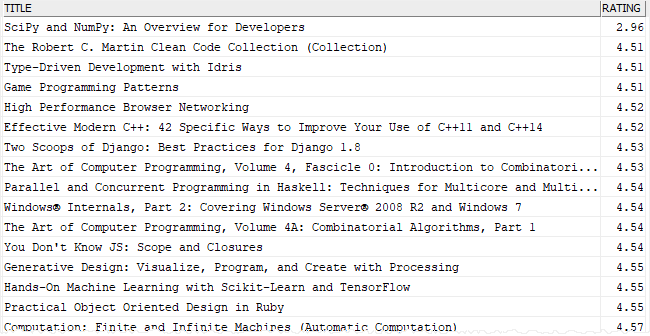 TITLE RATING
SciPy and NumPy: An Overview for Developers 2.96
The Robert C. Martin Clean Code Collection (Collection) 4.51
Type-Driven Development with Idris 4.51
Game Programming Patterns 4.51
High Performance Browser Networking 4.52
Effective Modern C++: 42 Specific Ways to Improve Your Use of C++11 and C++14 4.52
Two Scoops of Django: Best Practices for Django 1.8 4.53
The Art of Computer Programming, Volume 4, Fascicle 0: Introduction to Combinatori... 4.53
Parallel and Concurrent Programming in Haskell: Techniques for Multicore and Multi... 4.54
Windows® Internals, Part 2: Covering Windows Server® 2008 R2 and Windows 7 4.54
The Art of Computer Programming, Volume 4A: Combinatorial Algorithms, Part 1 4.54
You Don't Know JS: Scope and Closures 4.54
Generative Design: Visualize, Program, and Create with Processing 4.55
Hands-On Machine Learning with Scikit-Learn and TensorFlow 4.55
Practical Object Oriented Design in Ruby 4.55
Computation: Finite and Infinite Machines (Automatic Computation) 4.57